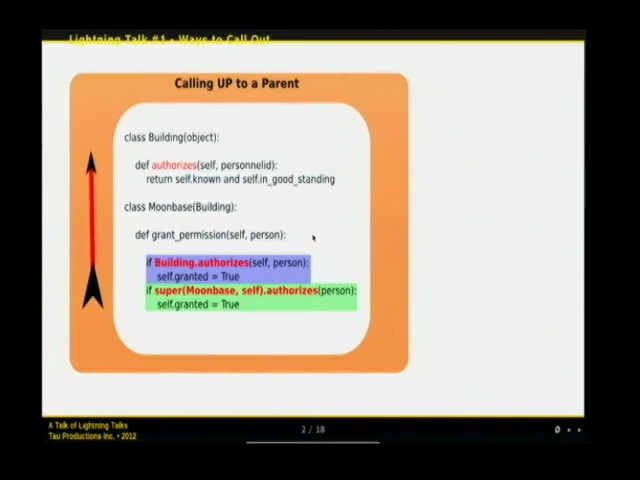 Lightning Talk #1 • Ways to Call Out
Calling UP to a Parent
class Building(object):
def authorizes(self, personnelid):
return self.known and self.in_good_standing
class Moonbase(Building):
def grant_permission(self, person):
if Building.authorizes(self, person):
self.granted = True
if super(Moonbase, self).authorizes(person):
self.granted = True
A Talk of Lightning Talks
Tau Productions Inc. • 2012
2 / 18